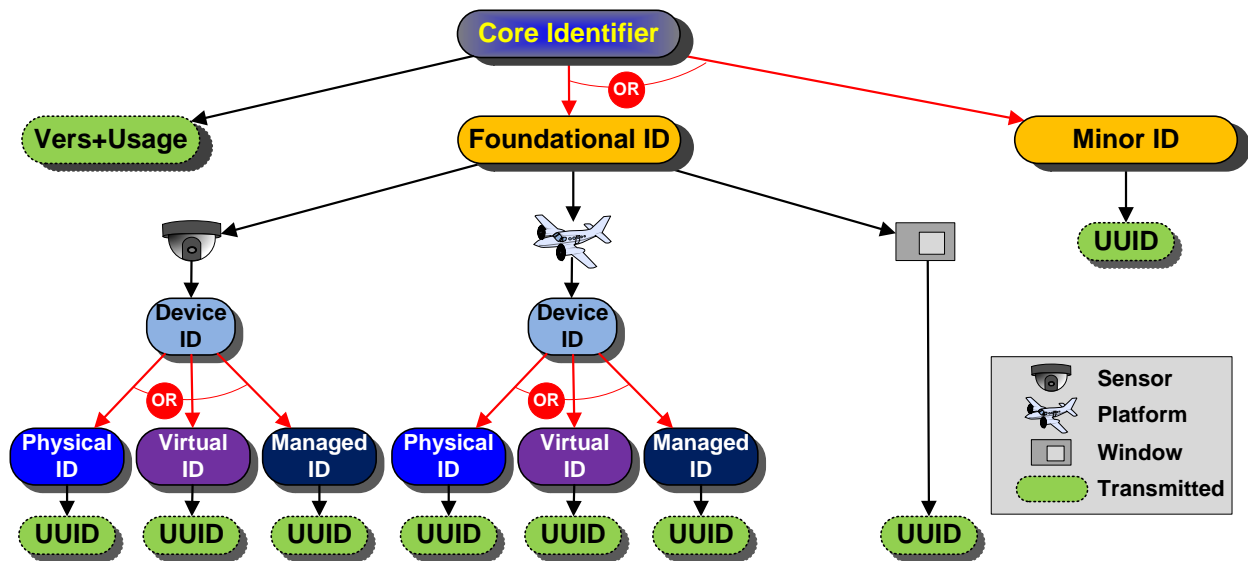 Core Identifier
OR
Vers+Usage
Foundational ID
Minor ID
UUID
Device
ID
Device
ID
OR
OR
Physical
ID
Virtual
ID
Managed
ID
Physical
ID
Virtual
ID
Managed
ID
UUID
UUID
UUID
UUID
UUID
UUID
UUID
Sensor
Platform
Window
Transmitted